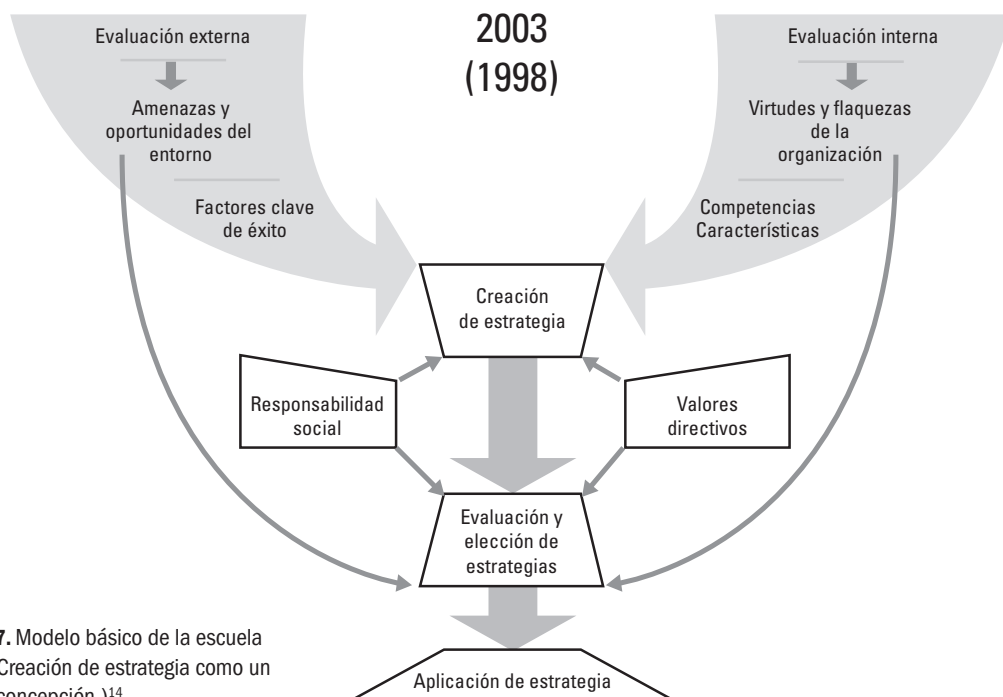 2003
(1998)
Evaluación externa
Amenazas y
oportunidades del
entorno
Factores clave
de éxito
Evaluación interna
Virtudes y flaquezas
de la
organización
Competencias
Características
Creación
de estrategia
Responsabilidad
social
Valores
directivos
Evaluación y
elección de
estrategias
Aplicación de estrategia
7. Modelo básico de la escuela
Creación de estrategia como un
concepción.)14